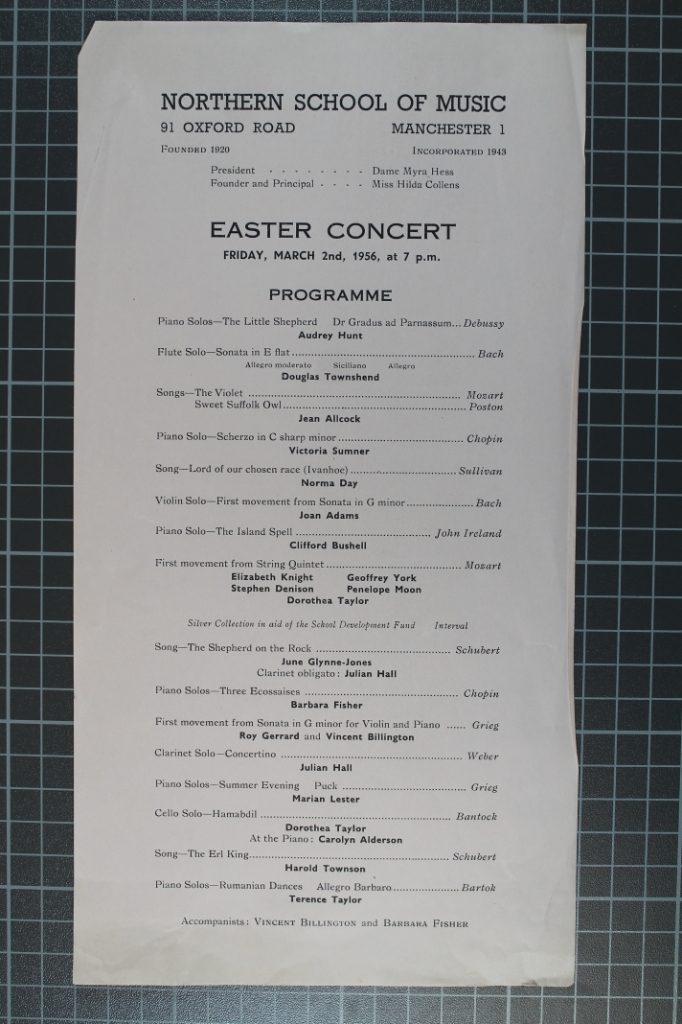 NORTHERN SCHOOL OF MUSIC
91 OXFORD ROAD MANCHESTER 1
FOUNDED 1920 INCORPORATED 1943
President - - - - - - - - Dame Myra Hess
Founder and Principal - - - - Miss Hilda Collens
EASTER CONCERT
FRIDAY, MARCH 2nd, 1956, at 7 p.m.
PROGRAMME
Piano Solos—The Little Shepherd Dr Gradus ad Parnassum...Debussy
Audrey Hunt
Flute Solo—Sonata in E flat ............ Bach
Allegro moderato Siciliano Allegro
Douglas Townshend
Songs—The Violet ............ Mozart
Sweet Suffolk Owl ............ Poston
Jean Allcock
Piano Solo—Scherzo in C sharp minor ............ Chopin
Victoria Sumner
Song—Lord of our chosen race (Ivanhoe) ............ Sullivan
Norma Day
Violin Solo—First movement from Sonata in G minor ............ Bach
Joan Adams
Piano Solo—The Island Spell ............ John Ireland
Clifford Bushell
First movement from String Quintet ............ Mozart
Elizabeth Knight Geoffrey York
Stephen Denison Penelope Moon
Dorothea Taylor
Silver Collection in aid of the School Development Fund Interval
Song—The Shepherd on the Rock ............ Schubert
June Glynne-Jones
Clarinet obligato: Julian Hall
Piano Solos—Three Ecossaises ............ Chopin
Barbara Fisher
First movement from Sonata in G minor for Violin and Piano ...... Grieg
Roy Gerrard and Vincent Billington
Clarinet Solo—Concertino ............ Weber
Julian Hall
Piano Solos—Summer Evening Puck ............ Grieg
Marian Lester
Cello Solo—Hamabdil ............ Bantock
Dorothea Taylor
At the Piano: Carolyn Alderson
Song—The Erl King ............ Schubert
Harold Townson
Piano Solos—Rumanian Dances Allegro Barbaro ............ Bartok
Terence Taylor
Accompanists: VINCENT BILLINGTON and BARBARA FISHER